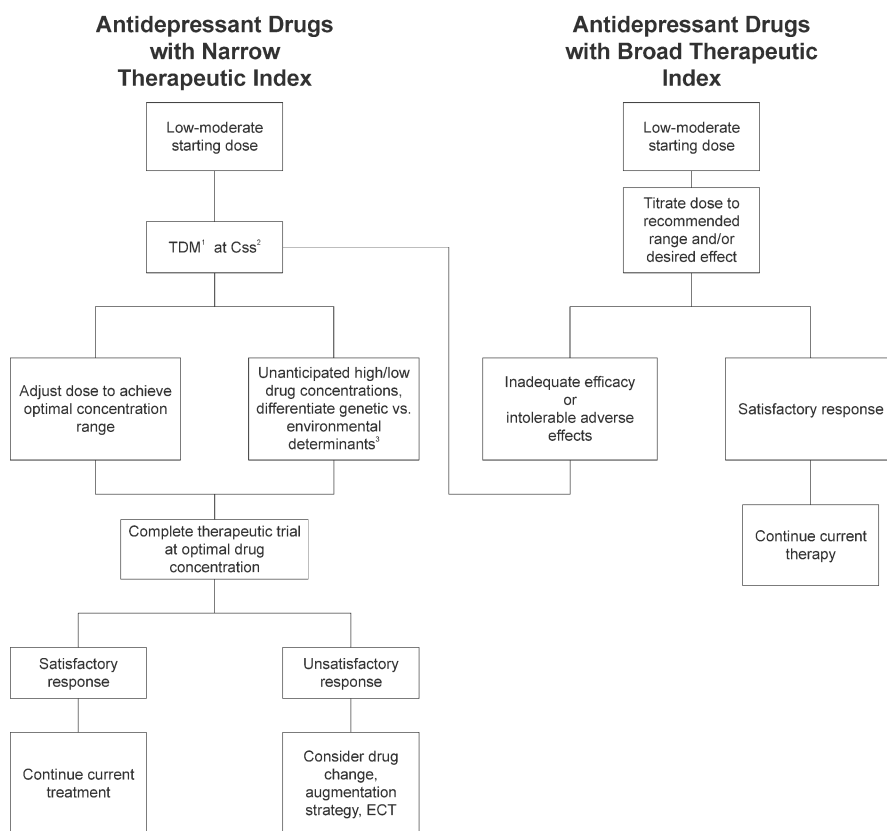 Antidepressant Drugs
with Narrow
Therapeutic Index
Low-moderate
starting dose
TDM¹ at Css²
Adjust dose to achieve
optimal concentration
range
Unanticipated high/low
drug concentrations,
differentiate genetic vs.
environmental
determinants³
Complete therapeutic trial
at optimal drug
concentration
Satisfactory
response
Unsatisfactory
response
Continue current
treatment
Consider drug
change,
augmentation
strategy, ECT
Antidepressant Drugs
with Broad Therapeutic
Index
Low-moderate
starting dose
Titrate dose to
recommended
range and/or
desired effect
Inadequate efficacy
or
intolerable adverse
effects
Satisfactory response
Continue current
therapy